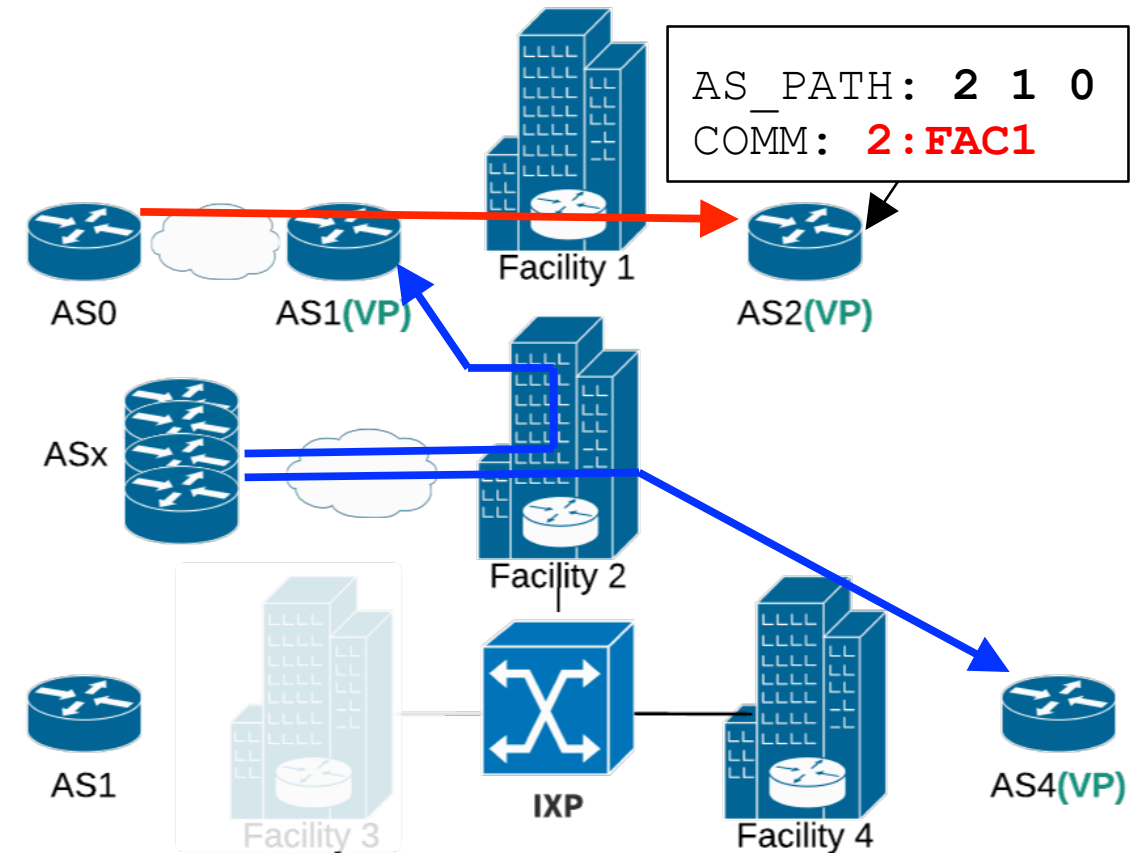 AS_PATH: 2 1 0
COMM: 2:FAC1
Facility 1
AS0
AS1(VP)
AS2(VP)
ASx
Facility 2
AS1
IXP
AS4(VP)
Facility 3
Facility 4